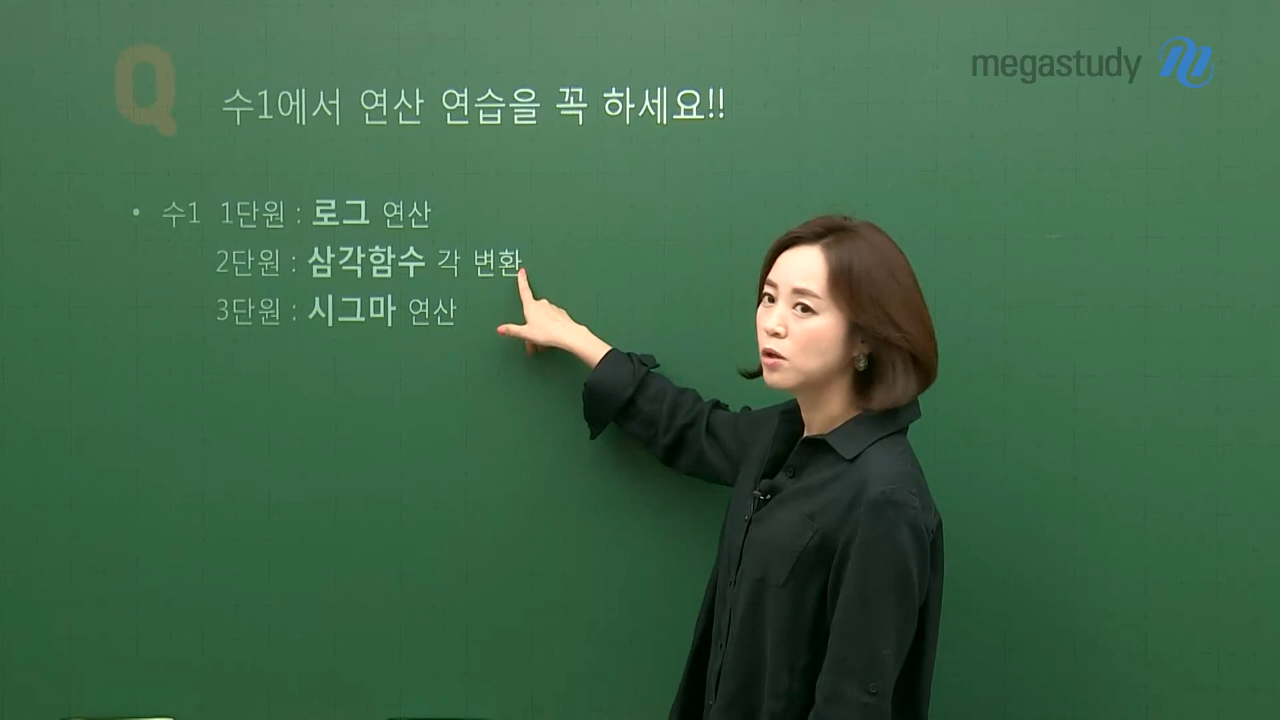 megastudy
Q
수1에서 연산 연습을 꼭 하세요!!
• 수1 1단원 : 로그 연산
2단원 : 삼각함수 각 변환
3단원 : 시그마 연산